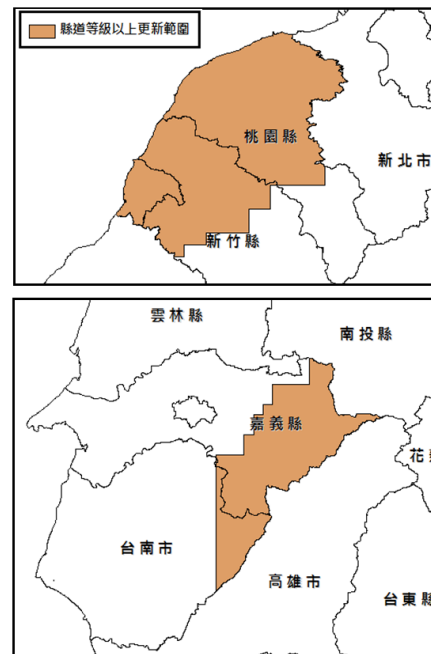 縣道等級以上更新範圍
桃園縣
新北市
新竹縣
雲林縣
南投縣
嘉義縣
花
台南市
高雄市
台東縣